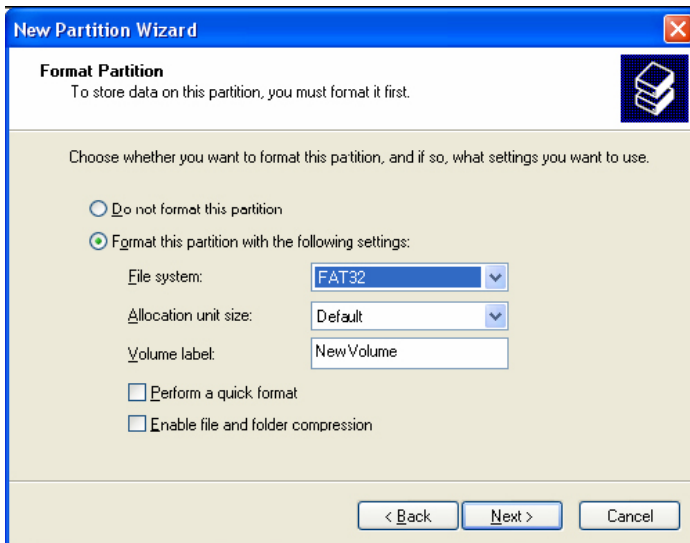 New Partition Wizard
Format Partition
To store data on this partition, you must format it first.
Choose whether you want to format this partition, and if so, what settings you want to use.
Do not format this partition
Format this partition with the following settings:
File system: FAT32
Allocation unit size: Default
Volume label: New Volume
Perform a quick format
Enable file and folder compression
< Back Next > Cancel